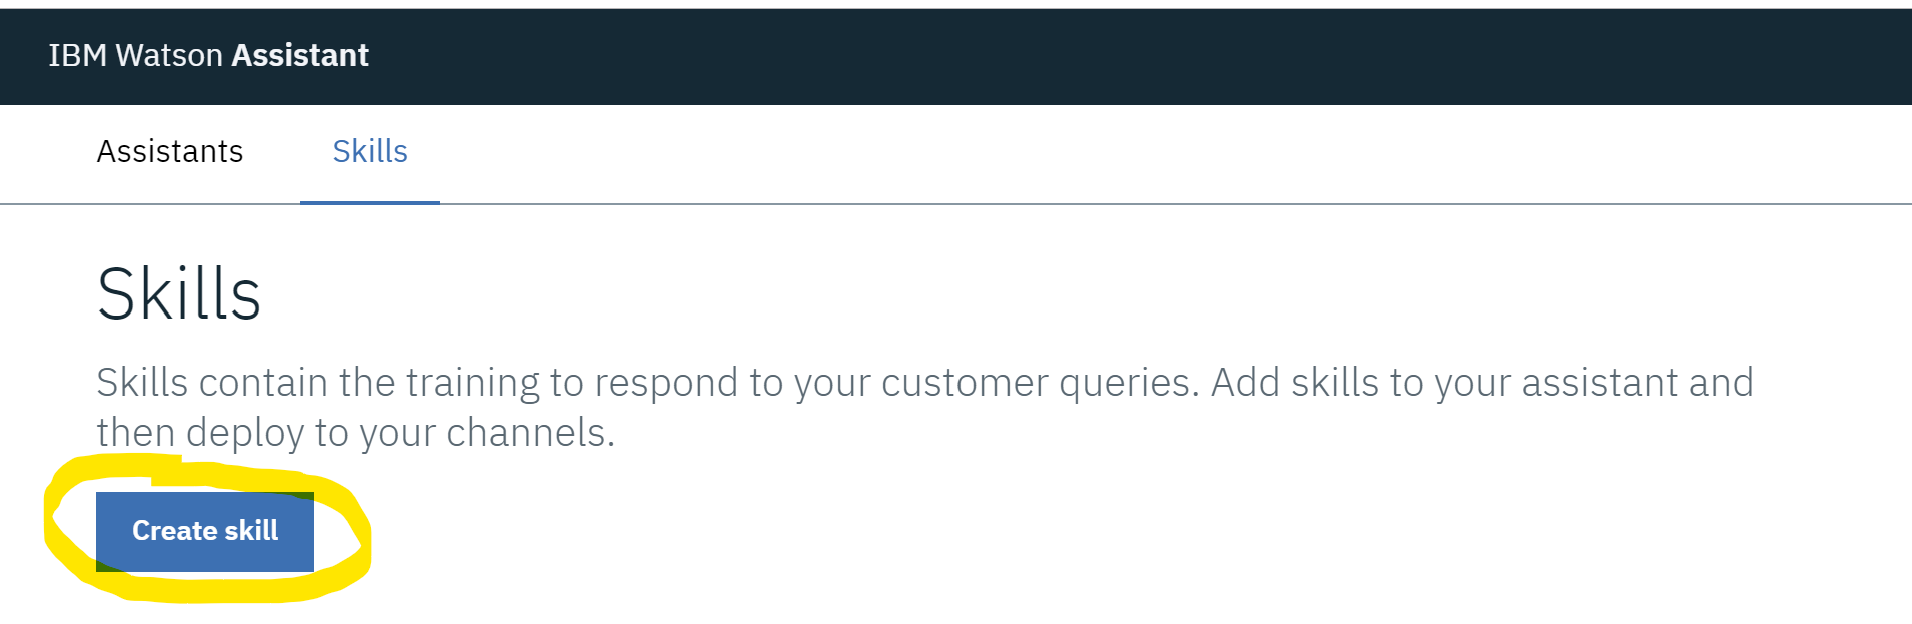 IBM Watson Assistant
Assistants Skills
Skills
Skills contain the training to respond to your customer queries. Add skills to your assistant and
then deploy to your channels.
Create skill